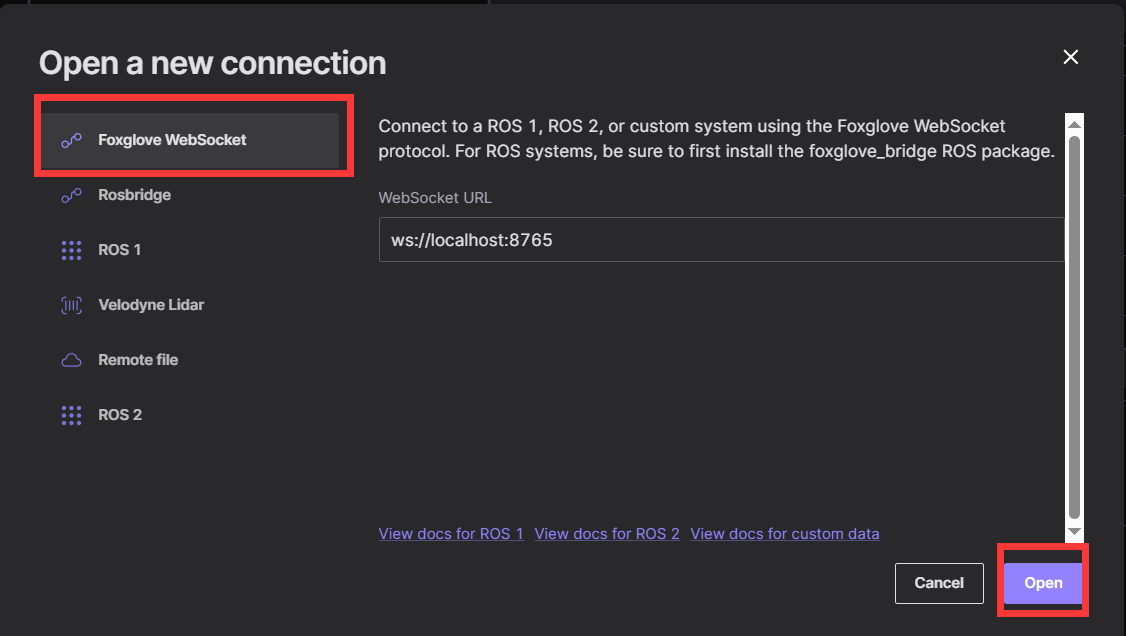 Open a new connection
Foxglove WebSocket
Rosbridge
ROS 1
Velodyne Lidar
Remote file
ROS 2
Connect to a ROS 1, ROS 2, or custom system using the Foxglove WebSocket
protocol. For ROS systems, be sure to first install the foxglove_bridge ROS package.
WebSocket URL
ws://localhost:8765
View docs for ROS 1 View docs for ROS 2 View docs for custom data
Cancel Open